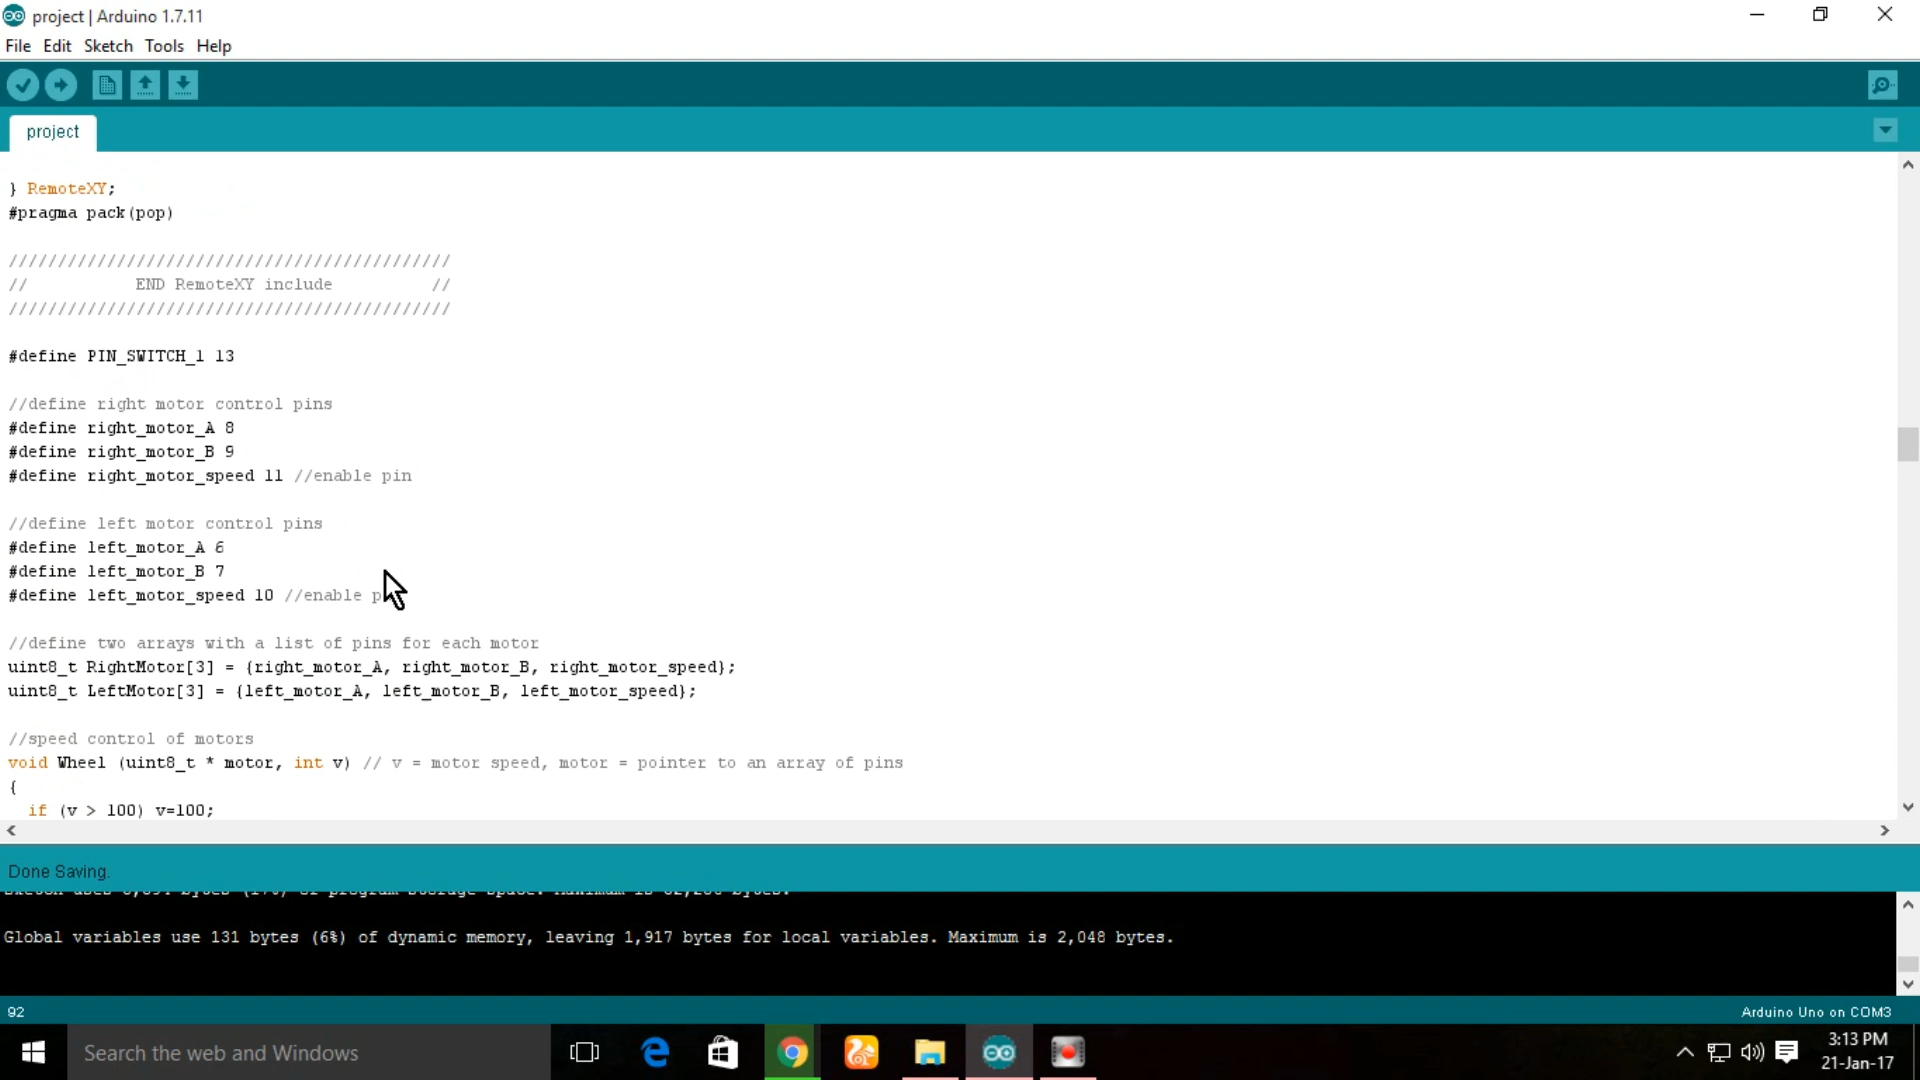 project | Arduino 1.7.11
File Edit Sketch Tools Help
project
} RemoteXY;
#pragma pack(pop)
/////////////////////////////////////////////
// END RemoteXY include //
/////////////////////////////////////////////
#define PIN_SWITCH_1 13
//define right motor control pins
#define right_motor_A 8
#define right_motor_B 9
#define right_motor_speed 11 //enable pin
//define left motor control pins
#define left_motor_A 6
#define left_motor_B 7
#define left_motor_speed 10 //enable
//define two arrays with a list of pins for each motor
uint8_t RightMotor[3] = {right_motor_A, right_motor_B, right_motor_speed};
uint8_t LeftMotor[3] = {left_motor_A, left_motor_B, left_motor_speed};
//speed control of motors
void Wheel (uint8_t * motor, int v) // v = motor speed, motor = pointer to an array of pins
{
if (v > 100) v=100;
Done Saving.
Global variables use 131 bytes (6%) of dynamic memory, leaving 1,917 bytes for local variables. Maximum is 2,048 bytes.
92
Arduino Uno on COM3
Search the web and Windows
3:13 PM
21-Jan-17